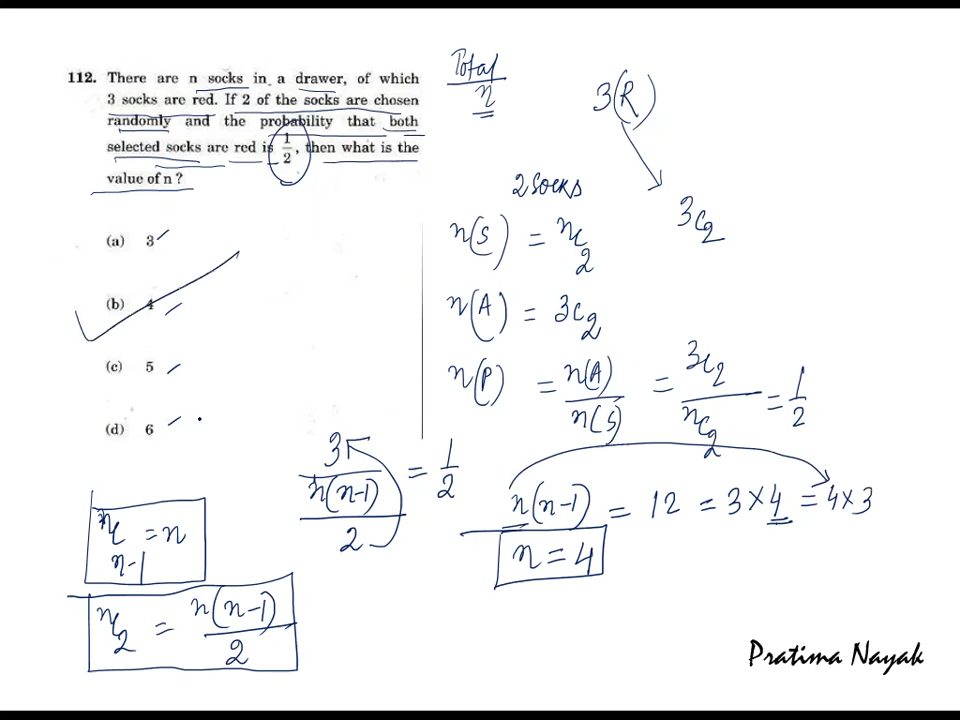 112. There are n socks in a drawer, of which
3 socks are red. If 2 of the socks are chosen
randomly and the probability that both
selected socks are red is 1/2, then what is the
value of n ?
(a) 3
(b) 4
(c) 5
(d) 6
Total
n
3(R)
3C2
2 Socks
n(S) = nC2
n(A) = 3C2
n(P) = n(A)/n(S) = 3C2/nC2 = 1/2
3/(n(n-1)/2) = 1/2
n(n-1) = 12 = 3×4 = 4×3
n = 4
nC n-1 = n
nC2 = n(n-1)/2
Pratima Nayak